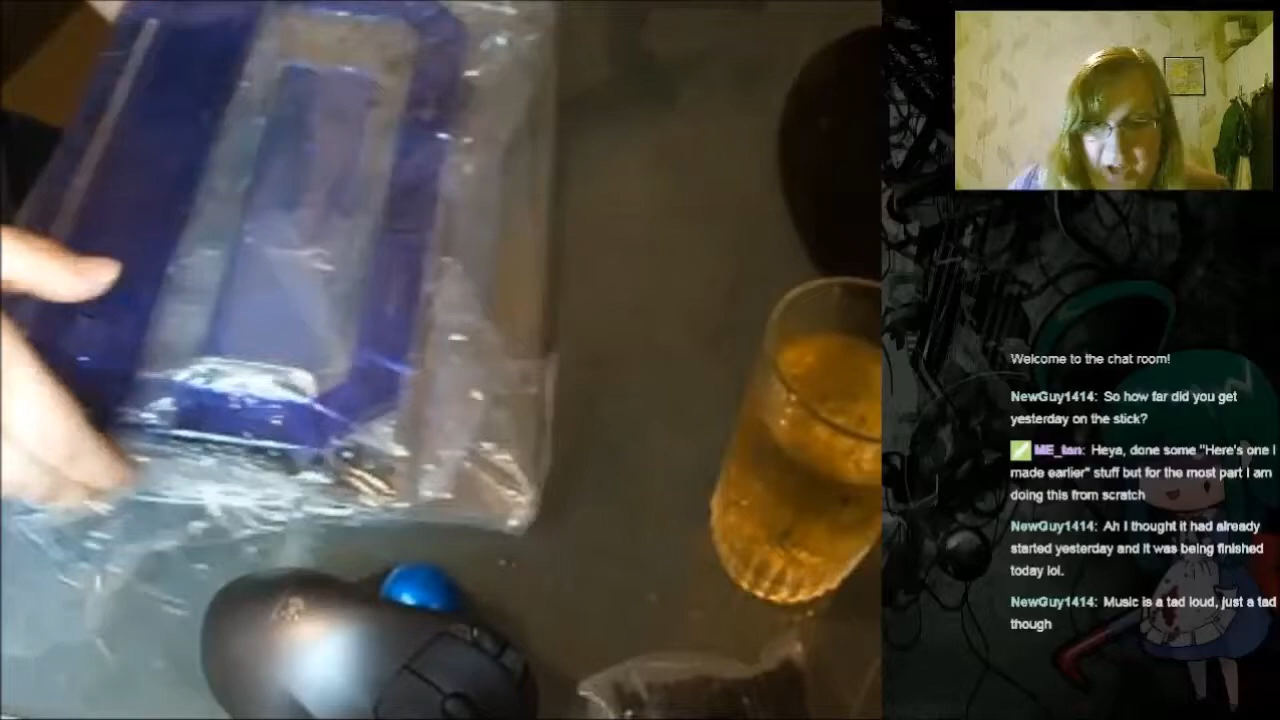 Welcome to the chat room!
NewGuy1414: So how far did you get
yesterday on the stick?
ME_tan: Heya, done some "Here's one I
made earlier" stuff but for the most part I am
doing this from scratch
NewGuy1414: Ah I thought it had already
started yesterday and it was being finished
today lol.
NewGuy1414: Music is a tad loud, just a tad
though